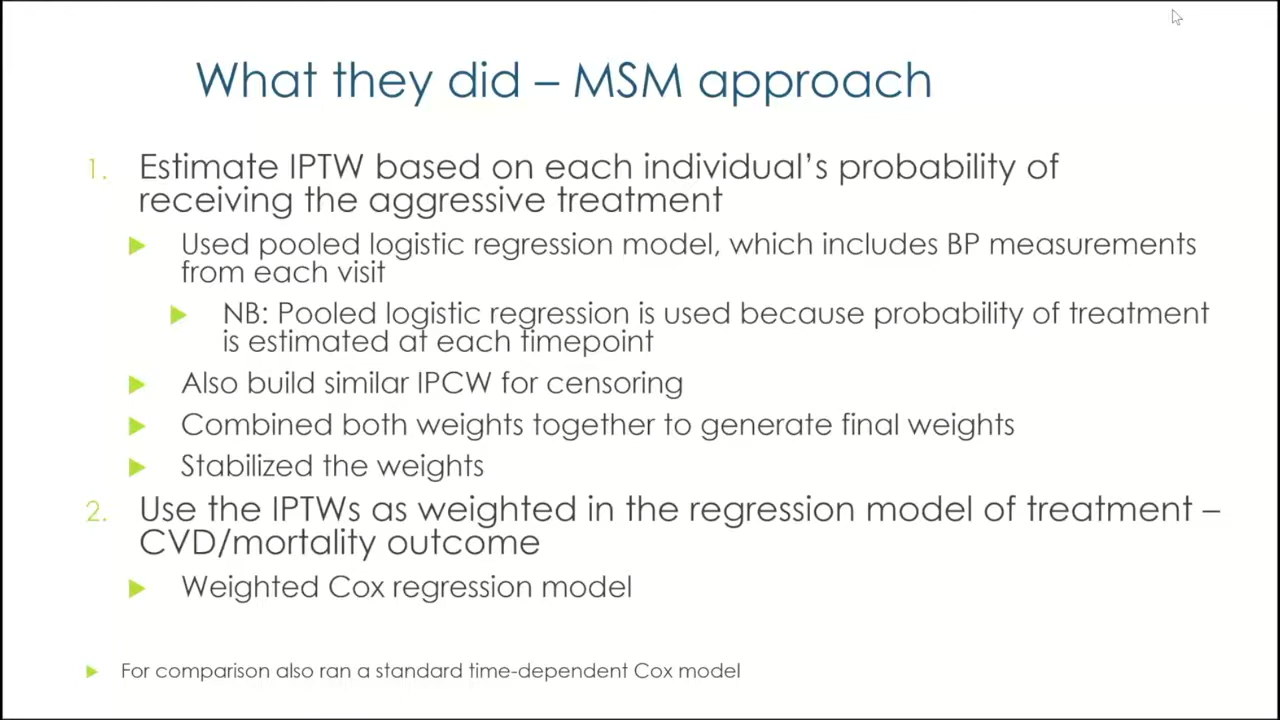 What they did – MSM approach
1. Estimate IPTW based on each individual’s probability of
receiving the aggressive treatment
Used pooled logistic regression model, which includes BP measurements
from each visit
NB: Pooled logistic regression is used because probability of treatment
is estimated at each timepoint
Also build similar IPCW for censoring
Combined both weights together to generate final weights
Stabilized the weights
2. Use the IPTWs as weighted in the regression model of treatment –
CVD/mortality outcome
Weighted Cox regression model
For comparison also ran a standard time-dependent Cox model